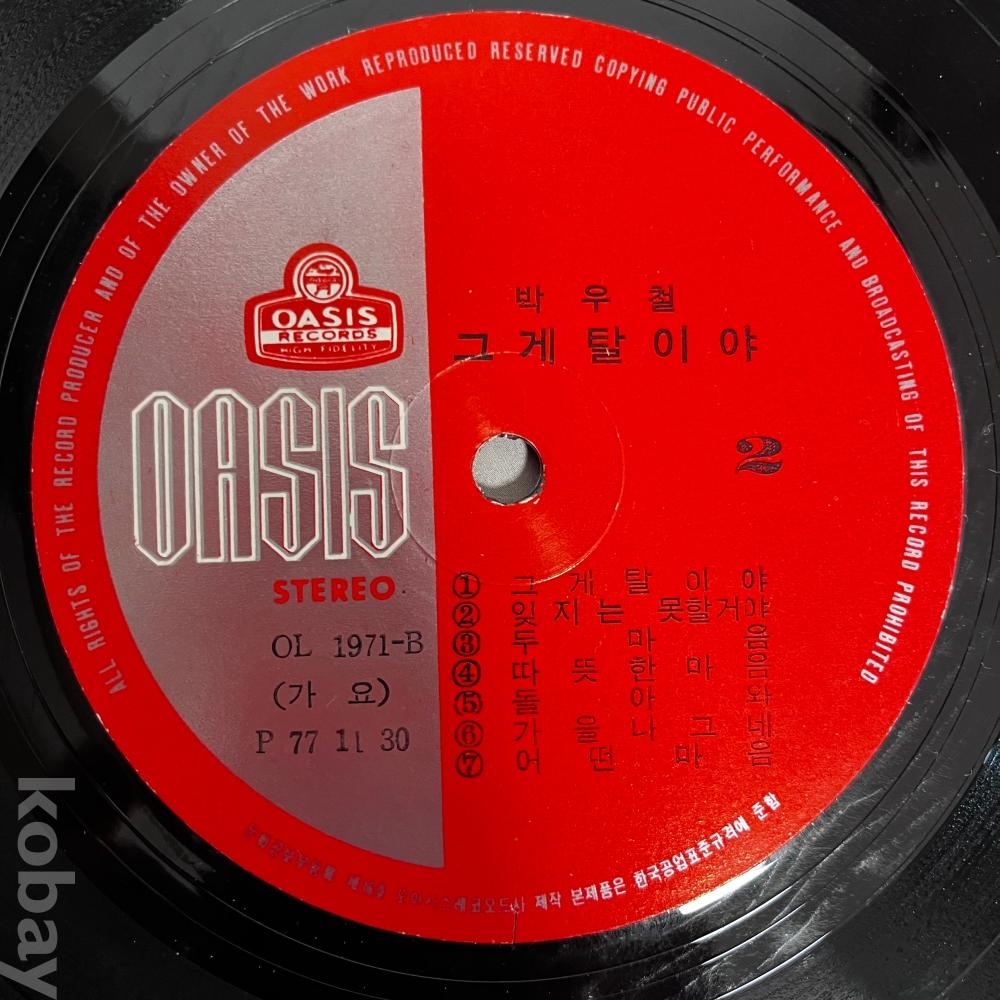 ALL RIGHTS OF THE RECORD PRODUCER AND OF THE OWNER OF THE WORK REPRODUCED RESERVED COPYING PUBLIC PERFORMANCE AND BROADCASTING OF THIS RECORD PROHIBITED
OASIS
RECORDS
HIGH FIDELITY
OASIS
STEREO
OL 1971-B
(가 요)
P 77 11 30
박 우 철
그 게 탈 이 야
2
① 그 게 탈 이 야
② 잊 지 는 못할거야
③ 두 마 음
④ 따 뜻 한 마 음
⑤ 돌 아 와
⑥ 가 을 나 그 네
⑦ 어 떤 마 음
제작 본제품은 한국공업표준규격에 준함
kobay